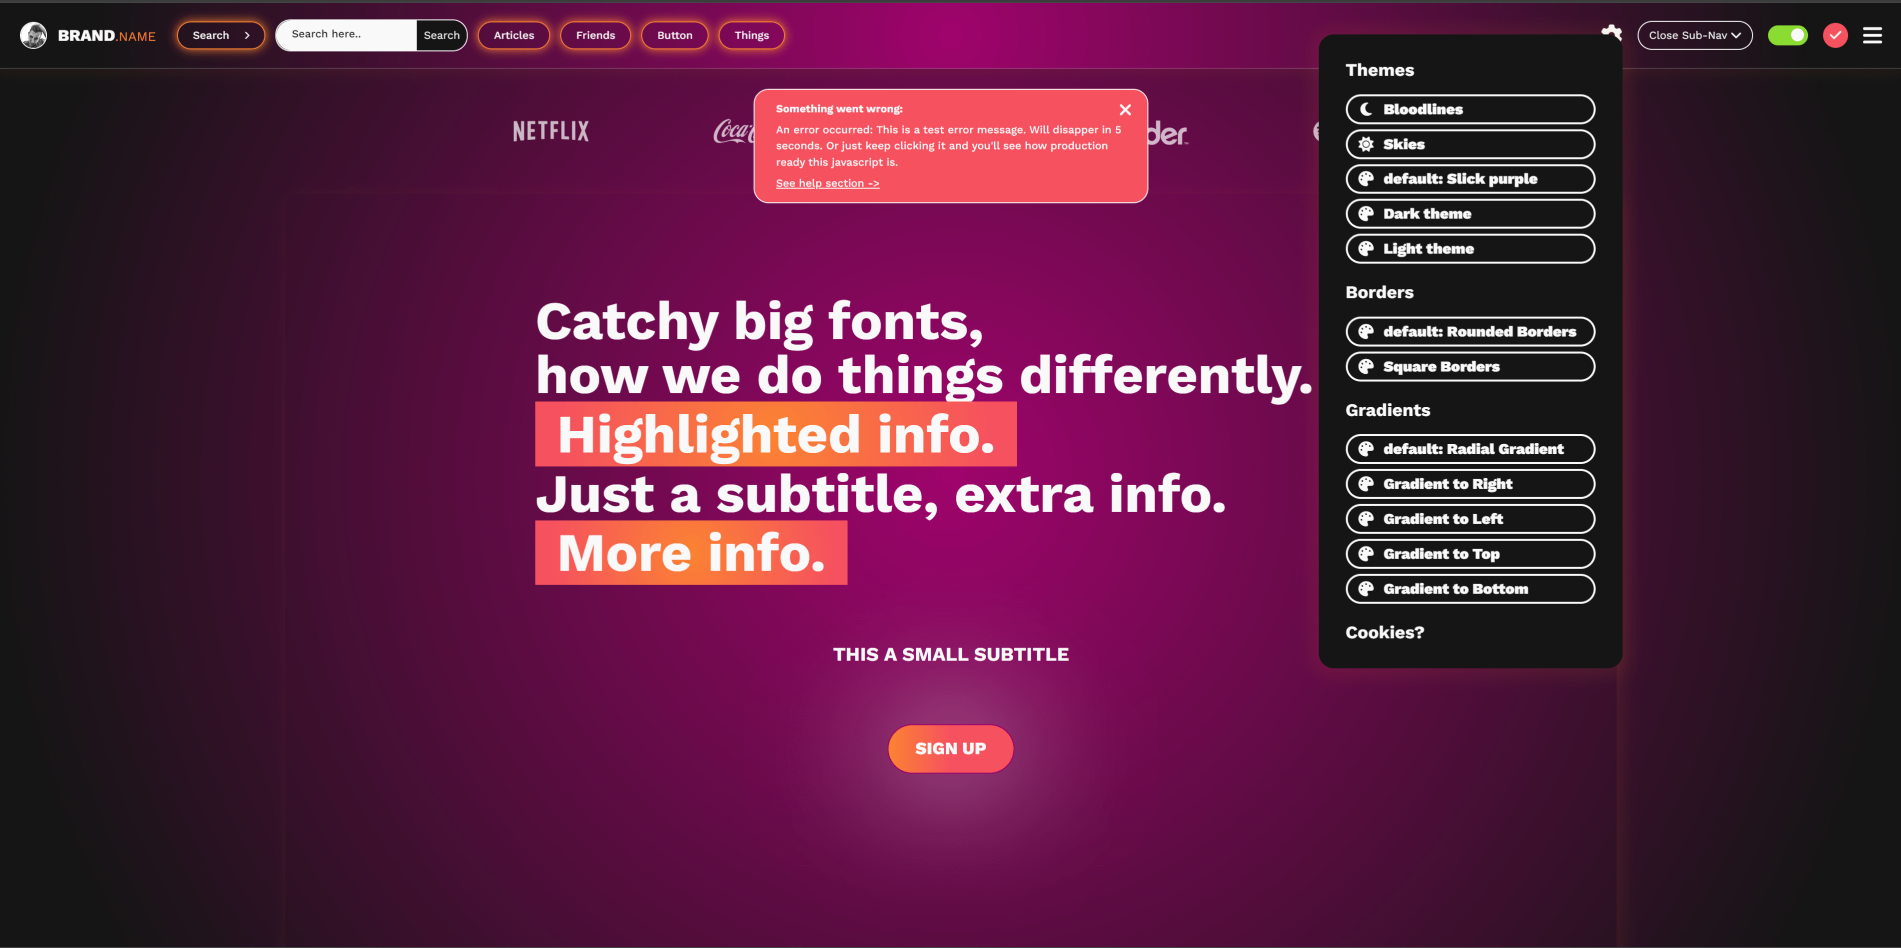 BRAND.NAME
Search
Search here..
Search
Articles
Friends
Button
Things
Close Sub-Nav
NETFLIX
Something went wrong:
An error occurred: This is a test error message. Will disapper in 5
seconds. Or just keep clicking it and you'll see how production
ready this javascript is.
See help section ->
Catchy big fonts,
how we do things differently.
Highlighted info.
Just a subtitle, extra info.
More info.
THIS A SMALL SUBTITLE
SIGN UP
Themes
Bloodlines
Skies
default: Slick purple
Dark theme
Light theme
Borders
default: Rounded Borders
Square Borders
Gradients
default: Radial Gradient
Gradient to Right
Gradient to Left
Gradient to Top
Gradient to Bottom
Cookies?